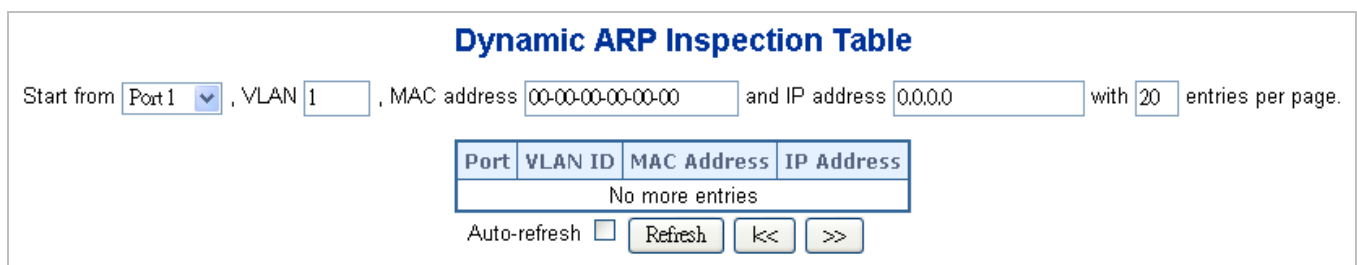 Dynamic ARP Inspection Table
Start from Port 1 , VLAN 1 , MAC address 00-00-00-00-00-00 and IP address 0.0.0.0 with 20 entries per page.
Port VLAN ID MAC Address IP Address
No more entries
Auto-refresh Refresh |<< >>